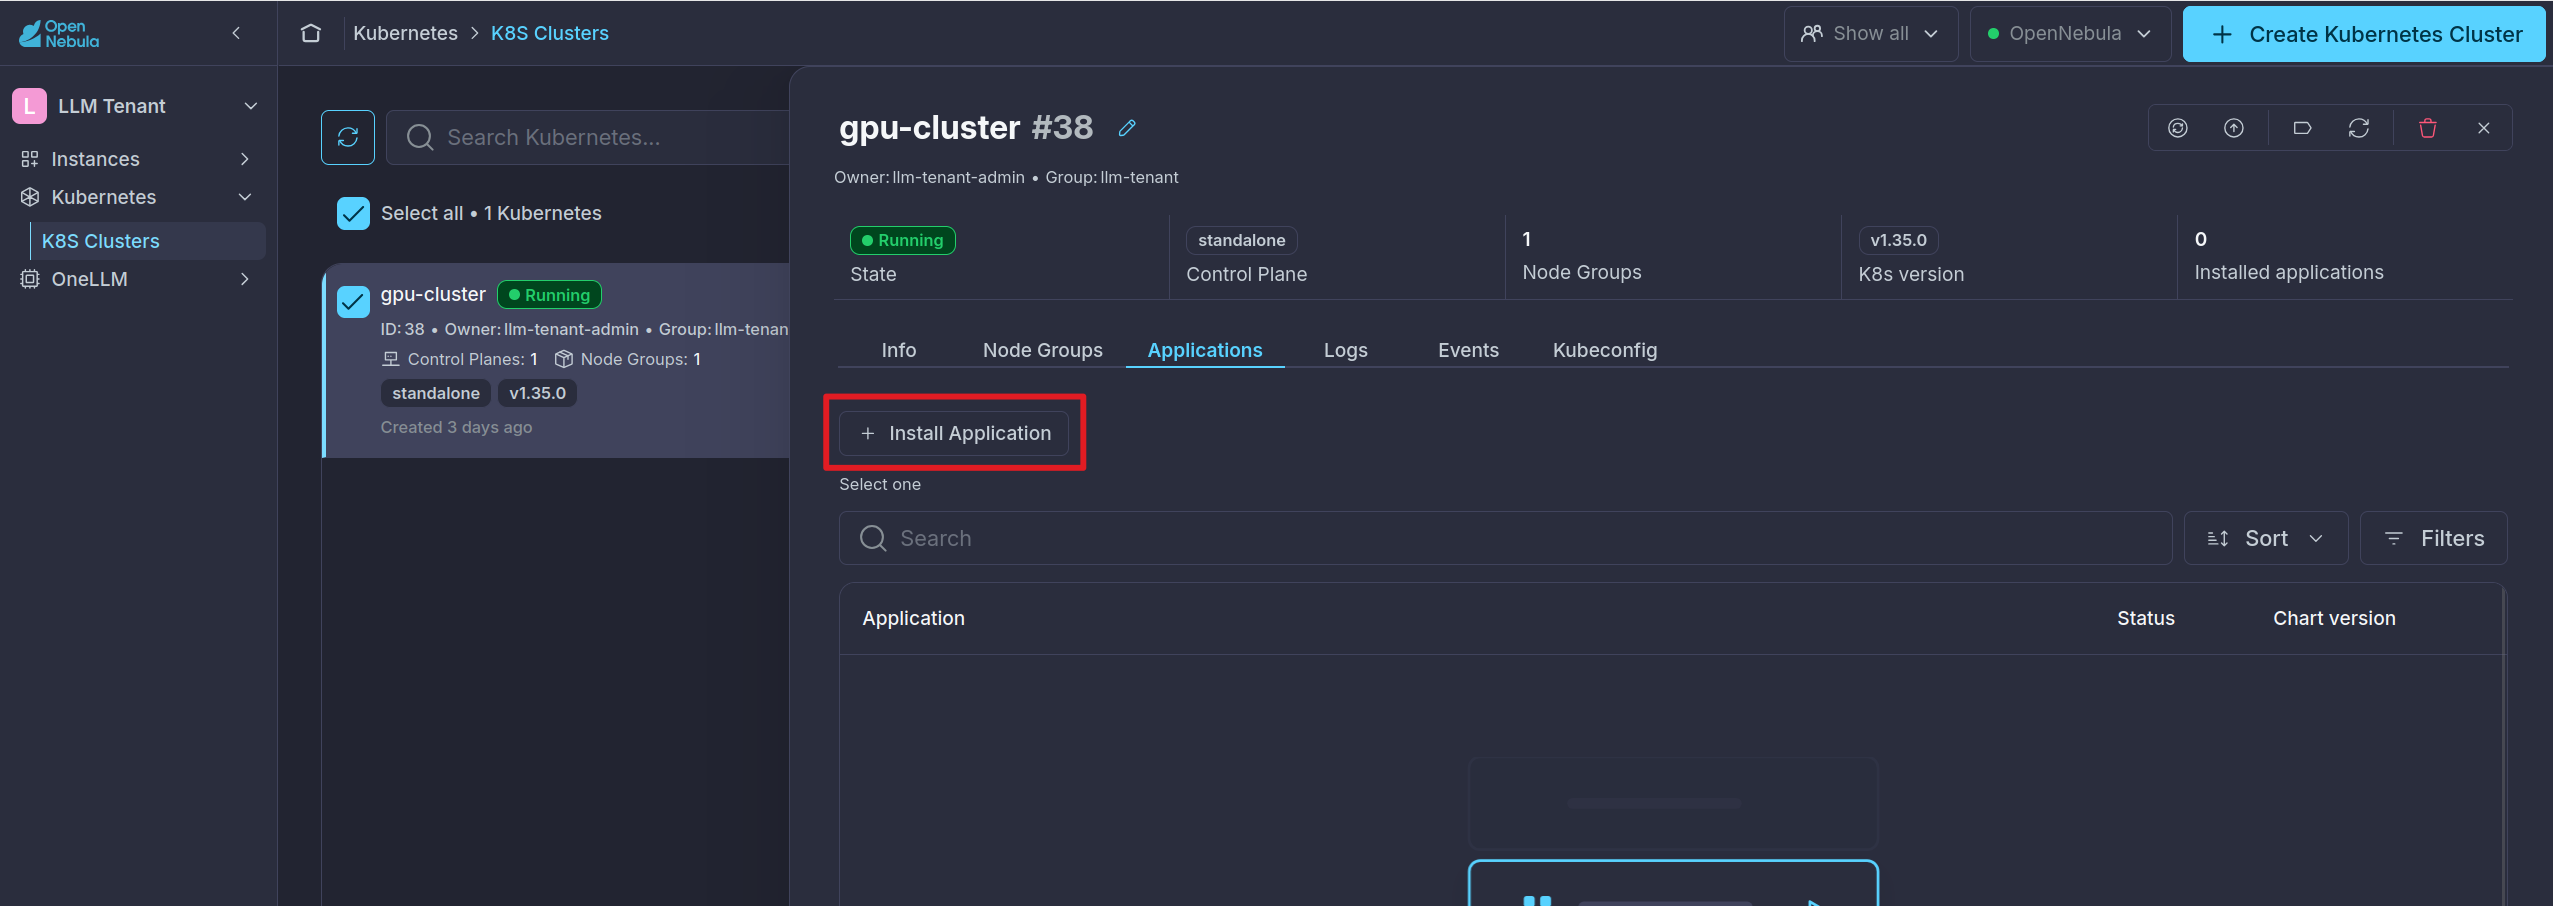 Open
Nebula
Kubernetes > K8S Clusters
Show all
OpenNebula
+ Create Kubernetes Cluster
L LLM Tenant
Instances
Kubernetes
K8S Clusters
OneLLM
Search Kubernetes...
Select all • 1 Kubernetes
gpu-cluster Running
ID: 38 • Owner: llm-tenant-admin • Group: llm-tenan
Control Planes: 1 Node Groups: 1
standalone v1.35.0
Created 3 days ago
gpu-cluster #38
Owner: llm-tenant-admin • Group: llm-tenant
Running standalone 1 v1.35.0 0
State Control Plane Node Groups K8s version Installed applications
Info Node Groups Applications Logs Events Kubeconfig
+ Install Application
Select one
Search Sort Filters
Application Status Chart version